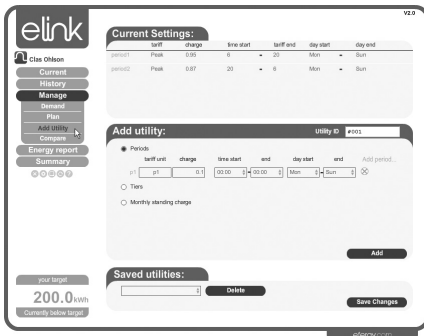 V2.0
elink
Clas Ohlson
Current
History
Manage
Demand
Plan
Add Utility
Compare
Energy report
Summary
your target
200.0kWh
Currently below target
Current Settings:
tariff charge time start tariff end day start day end
period1 Peak 0.95 6 - 20 Mon - Sun
period2 Peak 0.87 20 - 6 Mon - Sun
Add utility: Utility ID #001
Periods
tariff unit charge time start end day start end Add period...
p1 p1 0.1 00:00 - 00:00 Mon - Sun
Tiers
Monthly standing charge
Add
Saved utilities:
Delete
Save Changes
efergy.com